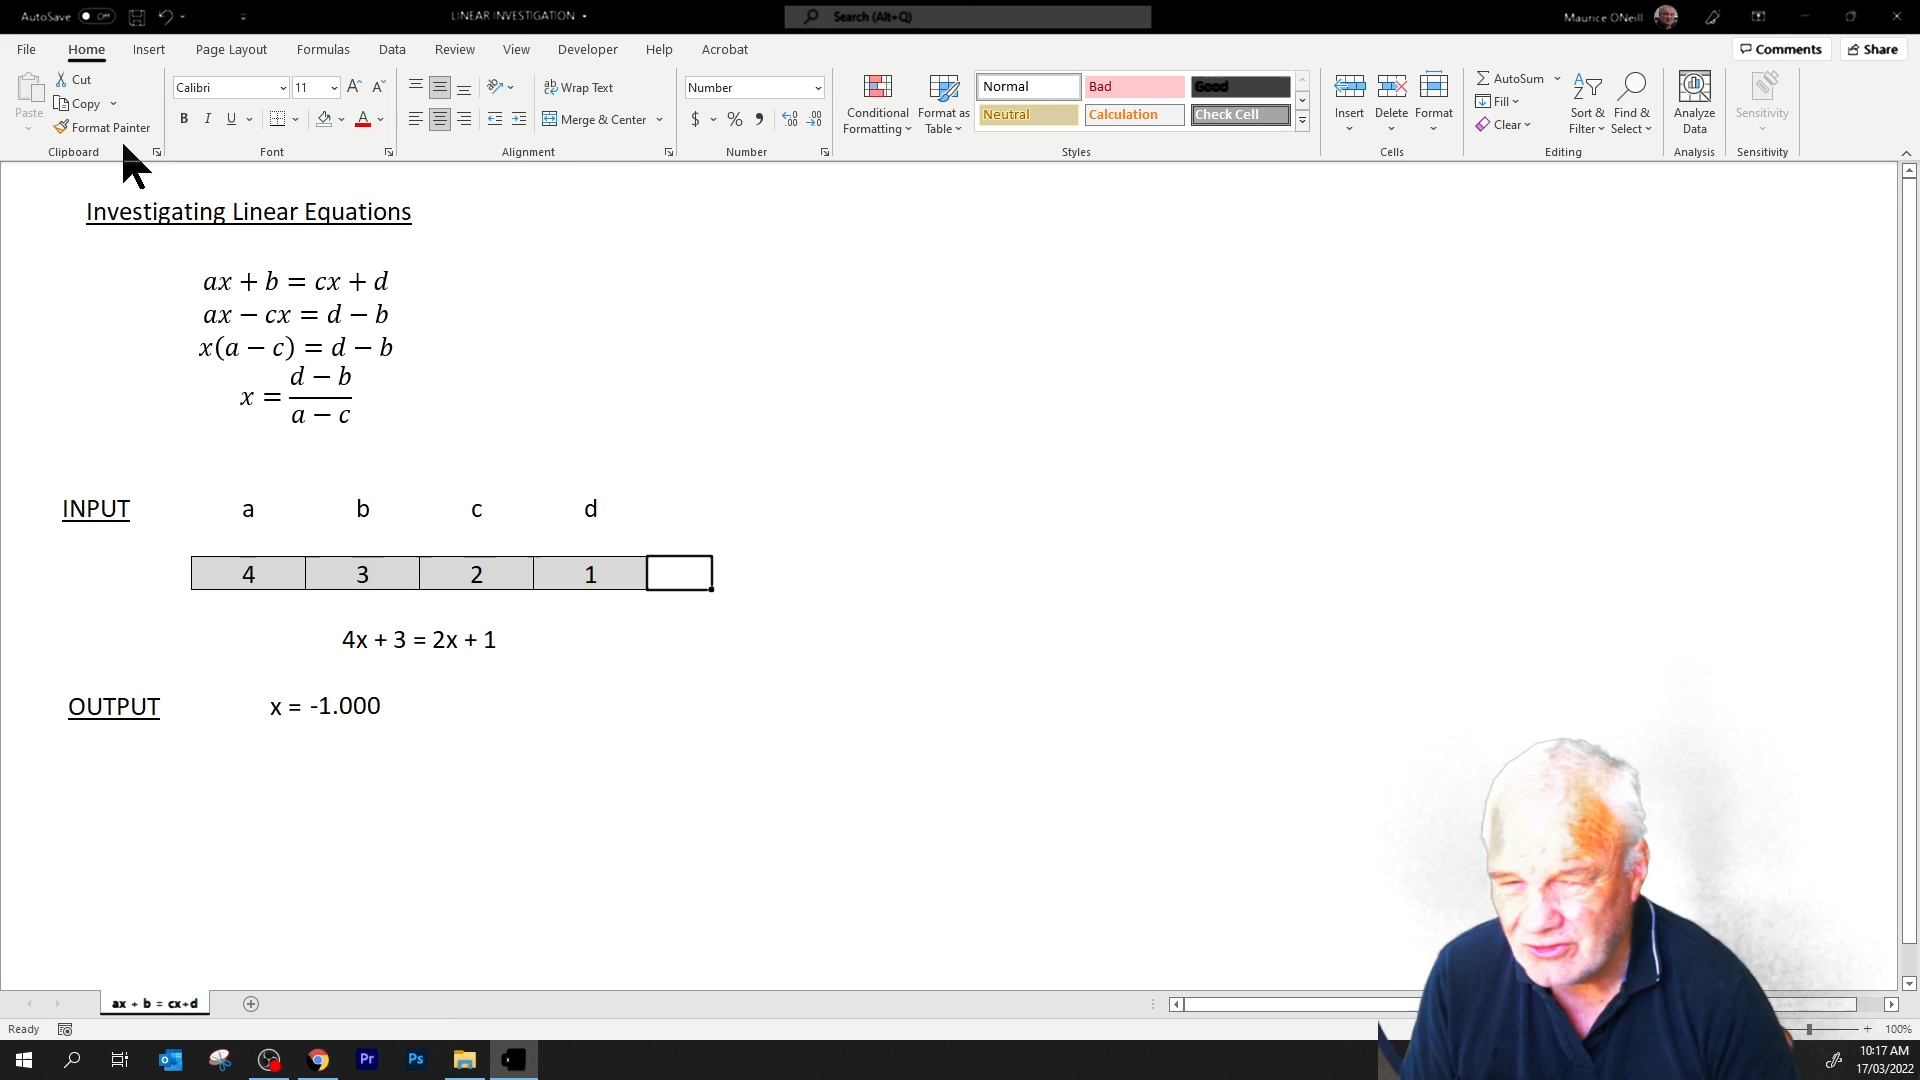 AutoSave Off LINEAR INVESTIGATION Search (Alt+Q) Maurice ONeill
File Home Insert Page Layout Formulas Data Review View Developer Help Acrobat Comments Share
Paste Cut Copy Format Painter
Clipboard
Calibri 11
B I U A
Font
Wrap Text
Merge & Center
Alignment
Number
$ % ,
Number
Conditional Formatting Format as Table
Normal Bad Good
Neutral Calculation Check Cell
Styles
Insert Delete Format
Cells
AutoSum
Fill
Clear
Sort & Filter Find & Select
Editing
Analyze Data
Analysis
Sensitivity
Sensitivity
Investigating Linear Equations
ax + b = cx + d
ax − cx = d − b
x(a − c) = d − b
x = (d − b)/(a − c)
INPUT a b c d
4 3 2 1
4x + 3 = 2x + 1
OUTPUT x = -1.000
ax + b = cx+d
Ready 100%
Pr Ps 10:17 AM
17/03/2022